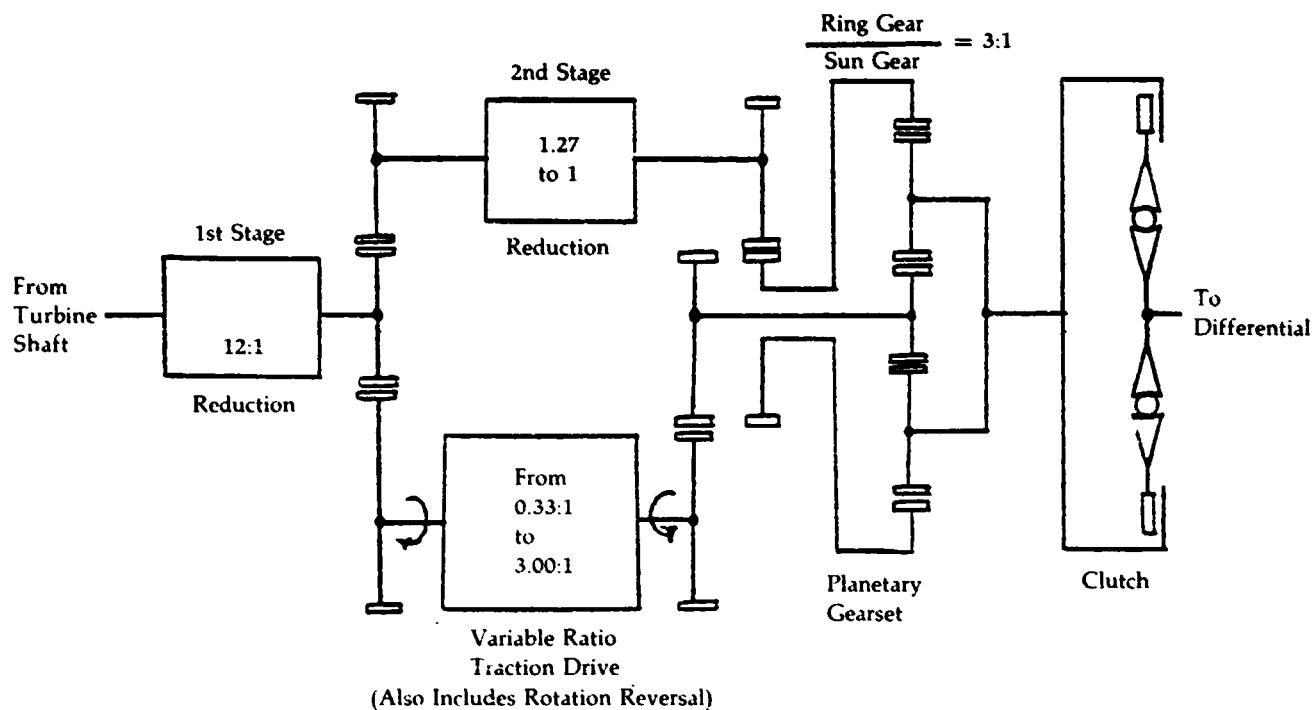 Ring Gear
Sun Gear
= 3:1
2nd Stage
1.27
to 1
Reduction
1st Stage
From
Turbine
Shaft
12:1
Reduction
To
Differential
From
0.33:1
to
3.00:1
Planetary
Gearset
Clutch
Variable Ratio
Traction Drive
(Also Includes Rotation Reversal)